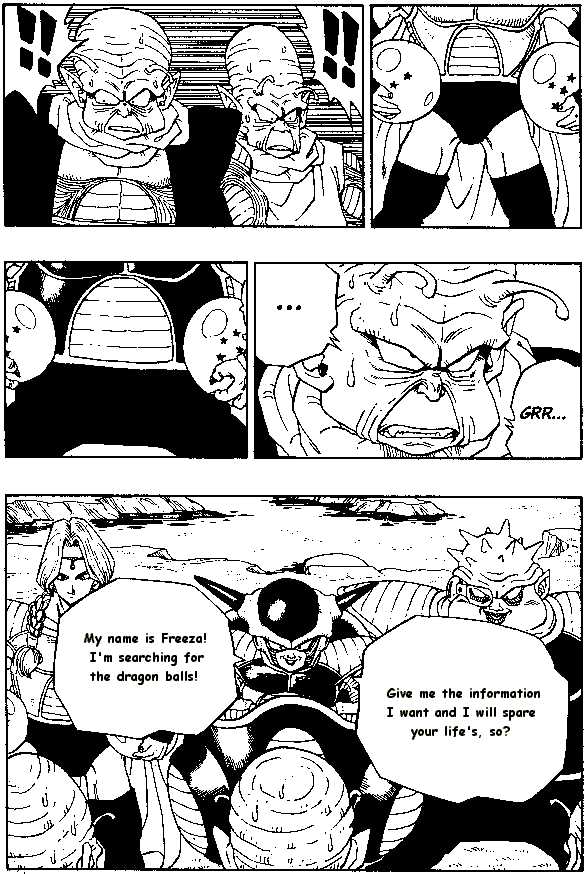 !!
!!
...
GRR...
My name is Freeza!
I'm searching for
the dragon balls!
Give me the information
I want and I will spare
your life's, so?